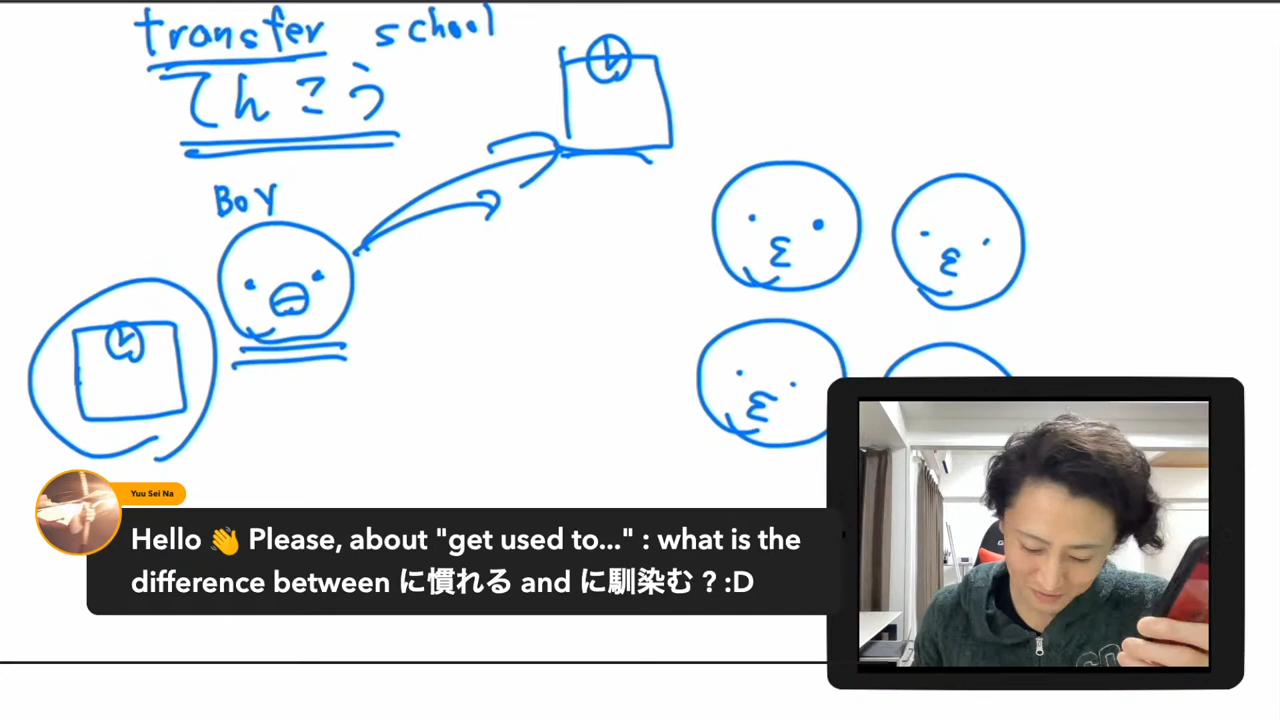 transfer school
てんこう
BOY
Yuu Sei Na
Hello 👋 Please, about "get used to..." : what is the
difference between に慣れる and に馴染む ? :D